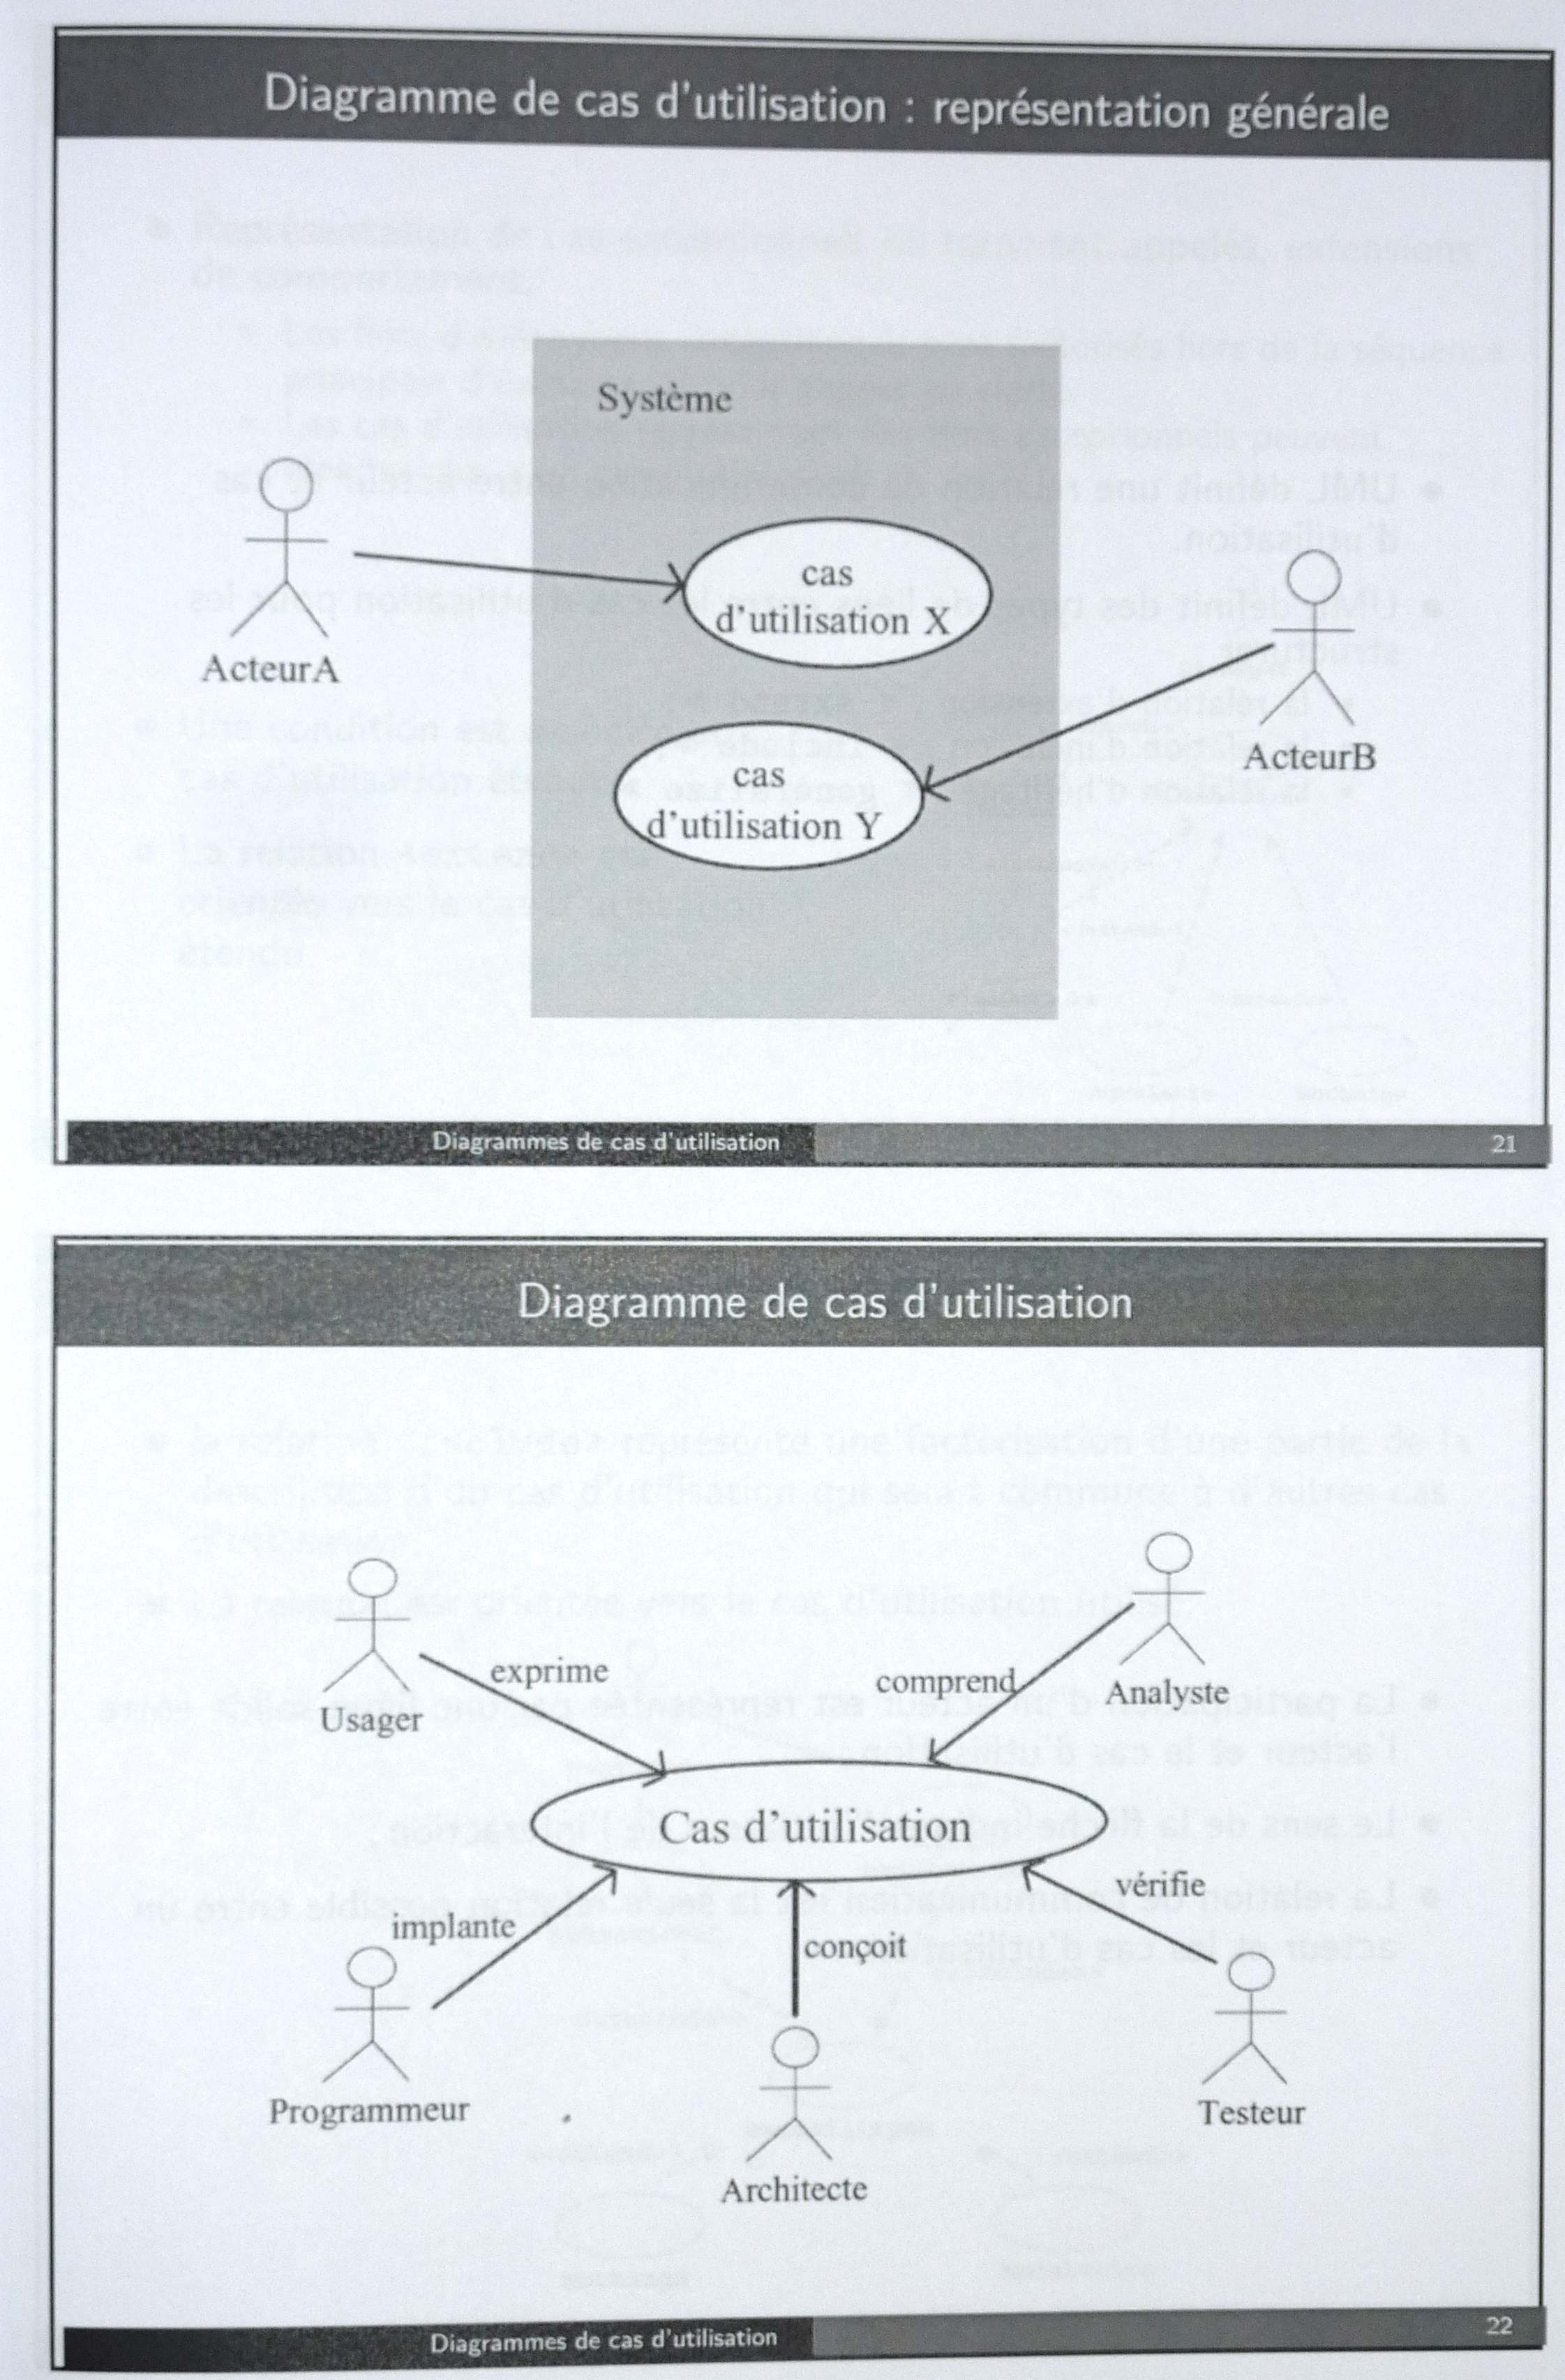 Diagramme de cas d'utilisation : représentation générale
Système
cas
d'utilisation X
ActeurA
ActeurB
cas
d'utilisation Y
Diagrammes de cas d'utilisation
21
Diagramme de cas d'utilisation
exprime
comprend
Usager
Analyste
Cas d'utilisation
implante
conçoit
vérifie
Programmeur
Testeur
Architecte
Diagrammes de cas d'utilisation
22